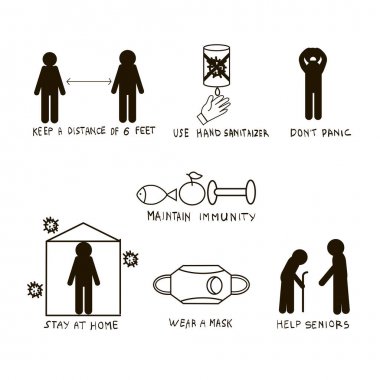 KEEP A DISTANCE OF 6 FEET
USE HAND SANITAIZER
DON'T PANIC
MAINTAIN IMMUNITY
STAY AT HOME
WEAR A MASK
HELP SENIORS